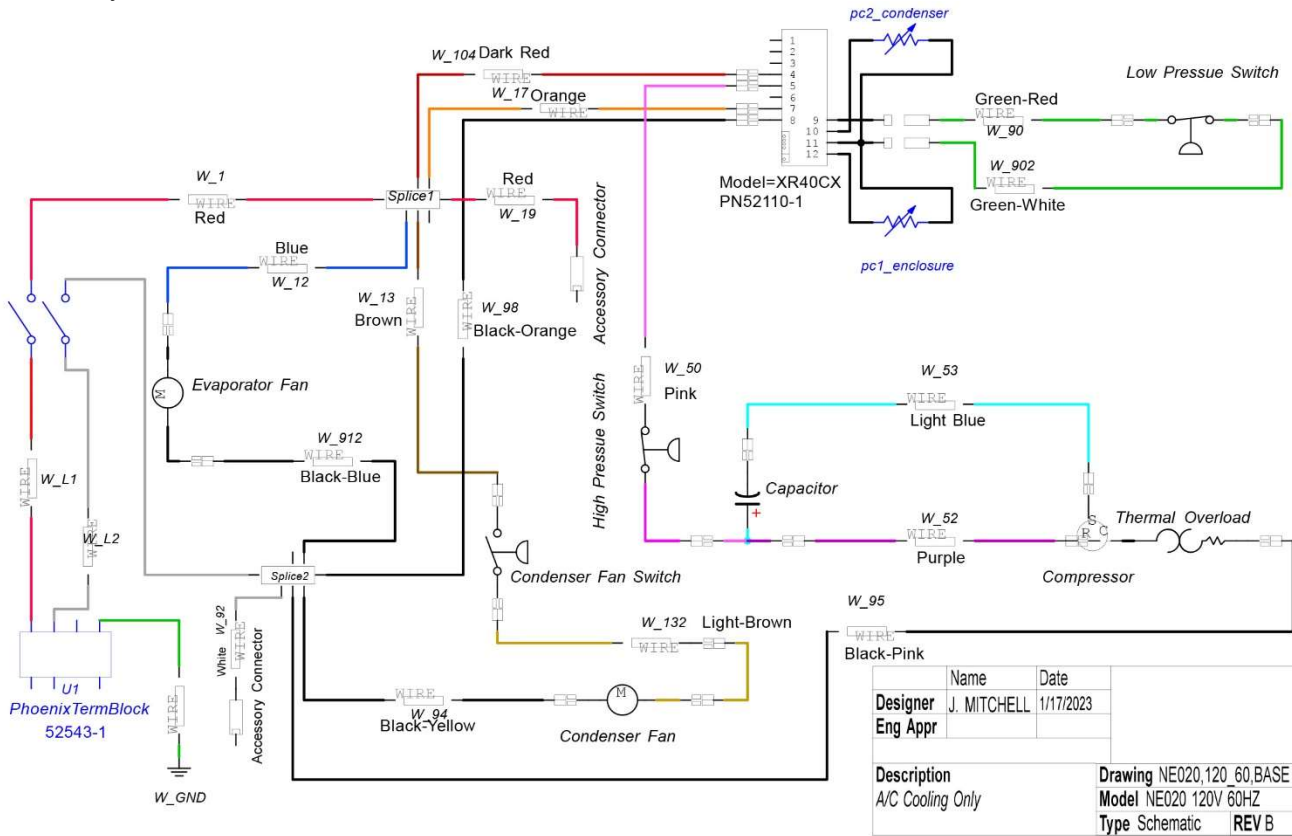 pc2_condenser
W_104
Dark Red
WIRE
W_17
Orange
WIRE
1
2
3
4
5
6
7
8
9
10
11
12
Model=XR40CX
PN52110-1
Low Pressue Switch
Green-Red
WIRE
W_90
W_902
WIRE
Green-White
pc1_enclosure
W_1
WIRE
Red
Splice1
Red
WIRE
W_19
Accessory Connector
Blue
WIRE
W_12
W_13
Brown
WIRE
W_98
Black-Orange
WIRE
Evaporator Fan
M
W_912
WIRE
Black-Blue
High Pressure Switch
W_50
Pink
WIRE
W_53
WIRE
Light Blue
Capacitor
+
W_52
WIRE
Purple
S
R
C
Thermal Overload
Compressor
W_L1
WIRE
W_L2
WIRE
Splice2
Condenser Fan Switch
White
W_92
WIRE
Accessory Connector
W_132
WIRE
Light-Brown
W_95
WIRE
Black-Pink
WIRE
W_94
Black-Yellow
M
Condenser Fan
U1
PhoenixTermBlock
52543-1
WIRE
W_GND
Name Date
Designer J. MITCHELL 1/17/2023
Eng Appr
Description
A/C Cooling Only
Drawing NE020,120_60,BASE
Model NE020 120V 60HZ
Type Schematic REV B